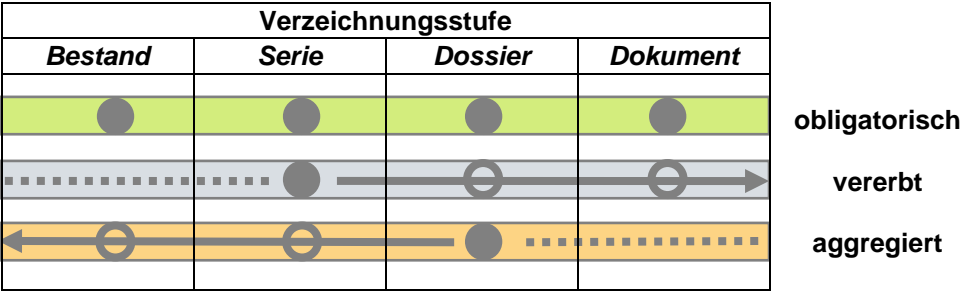 Verzeichnungsstufe
Bestand Serie Dossier Dokument
obligatorisch
vererbt
aggregiert